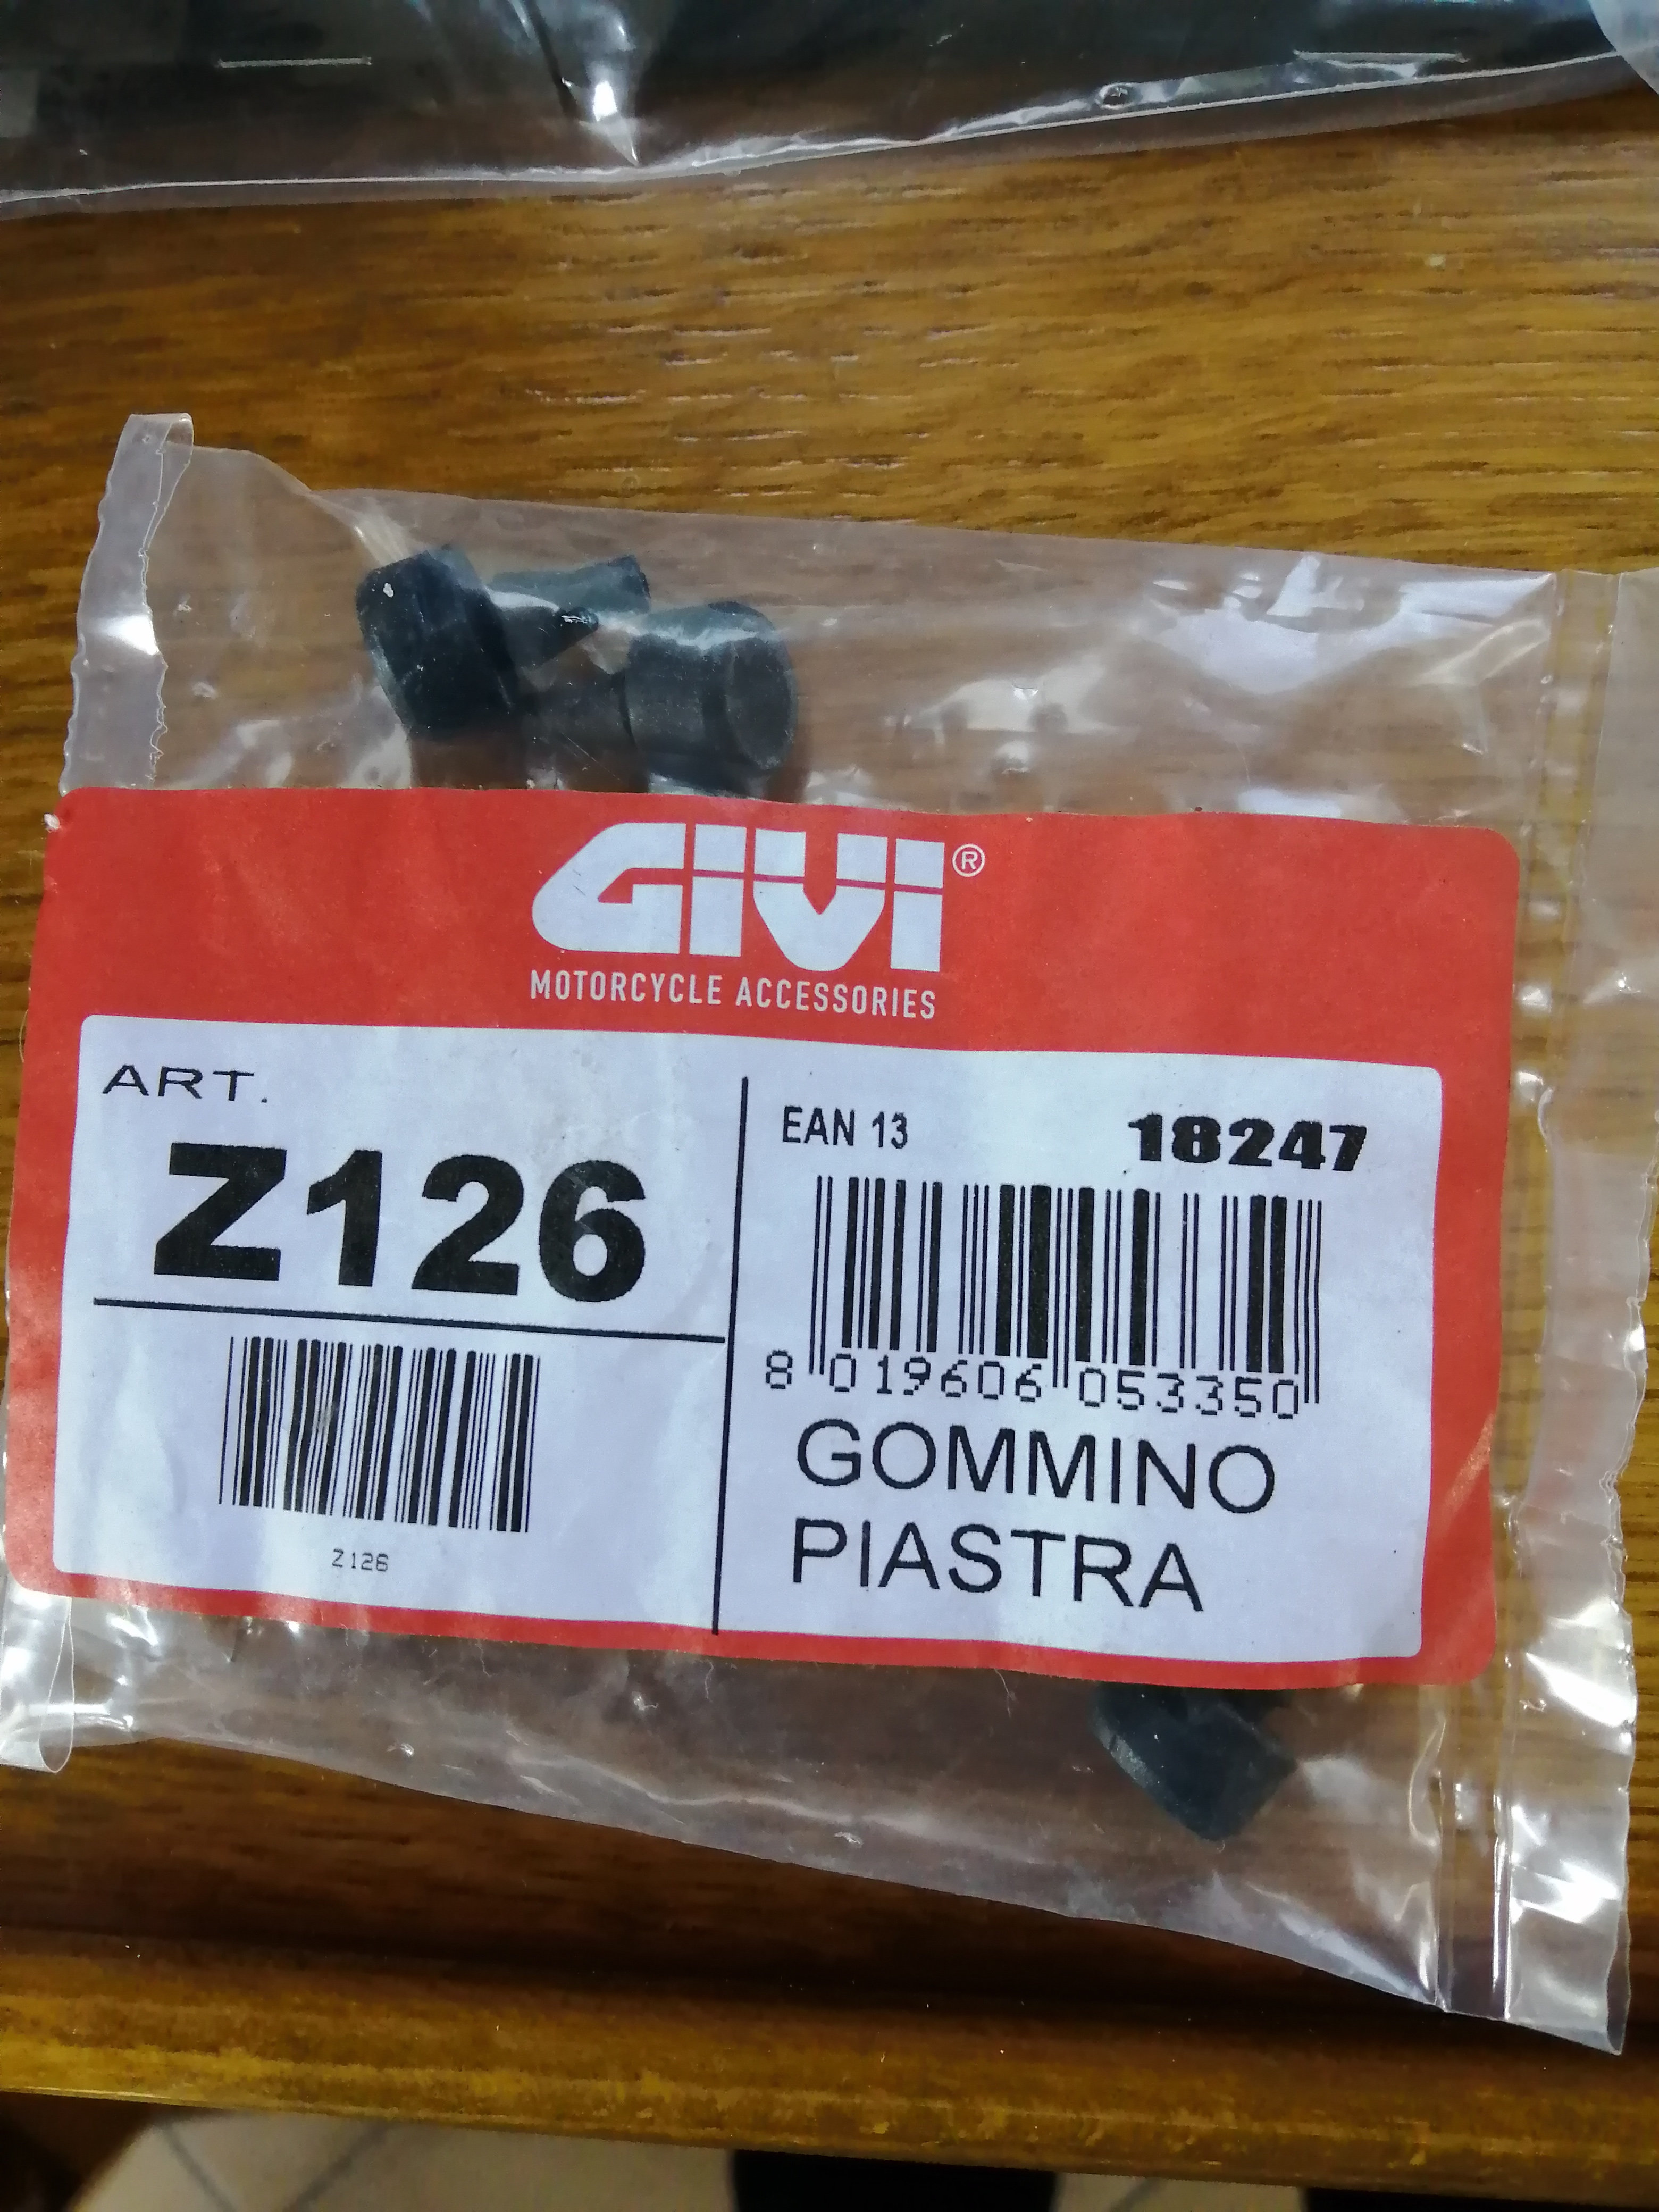 GIVI®
MOTORCYCLE ACCESSORIES
ART.
Z126
Z126
EAN 13
18247
8 019606 053350
GOMMINO
PIASTRA